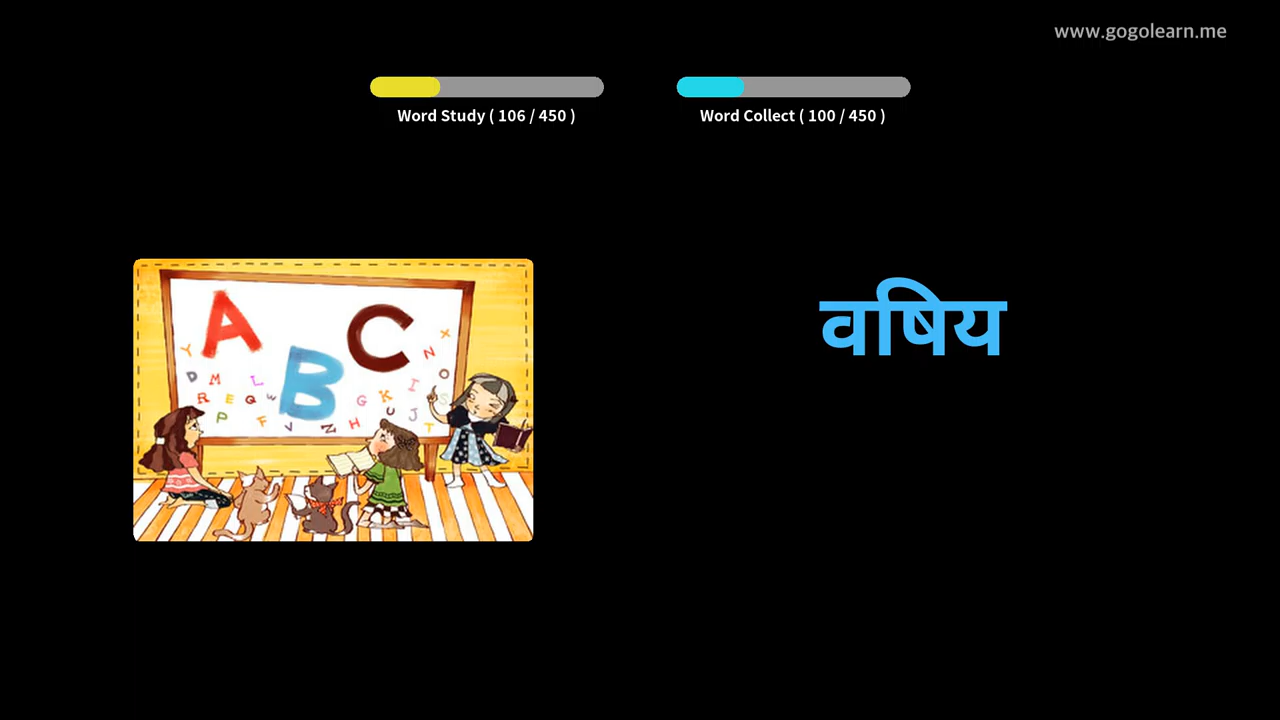 www.gogolearn.me
Word Study ( 106 / 450 )
Word Collect ( 100 / 450 )
A B C
Y N X
D M L I O
R E Q W G K S
P F V Z H U J T
वषिय